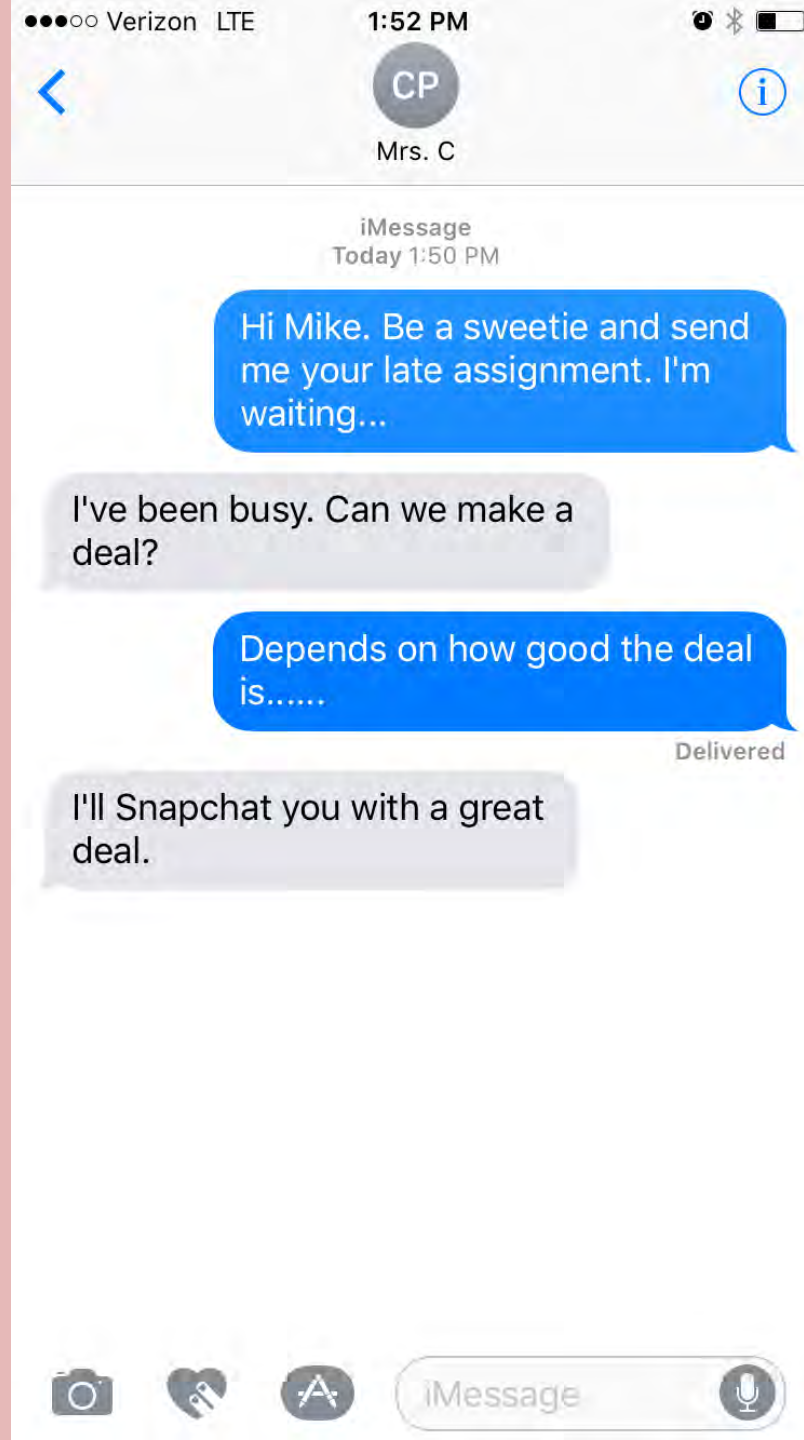 Verizon LTE 1:52 PM
CP
i
Mrs. C
iMessage
Today 1:50 PM
Hi Mike. Be a sweetie and send
me your late assignment. I'm
waiting...
I've been busy. Can we make a
deal?
Depends on how good the deal
is......
Delivered
I'll Snapchat you with a great
deal.
iMessage